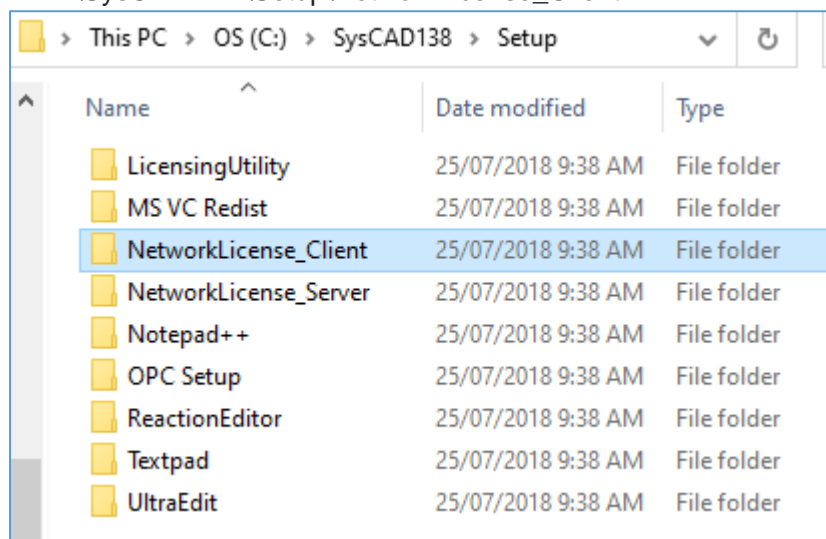 This PC > OS (C:) > SysCAD138 > Setup
Name Date modified Type
LicensingUtility 25/07/2018 9:38 AM File folder
MS VC Redist 25/07/2018 9:38 AM File folder
NetworkLicense_Client 25/07/2018 9:38 AM File folder
NetworkLicense_Server 25/07/2018 9:38 AM File folder
Notepad++ 25/07/2018 9:38 AM File folder
OPC Setup 25/07/2018 9:38 AM File folder
ReactionEditor 25/07/2018 9:38 AM File folder
Textpad 25/07/2018 9:38 AM File folder
UltraEdit 25/07/2018 9:38 AM File folder